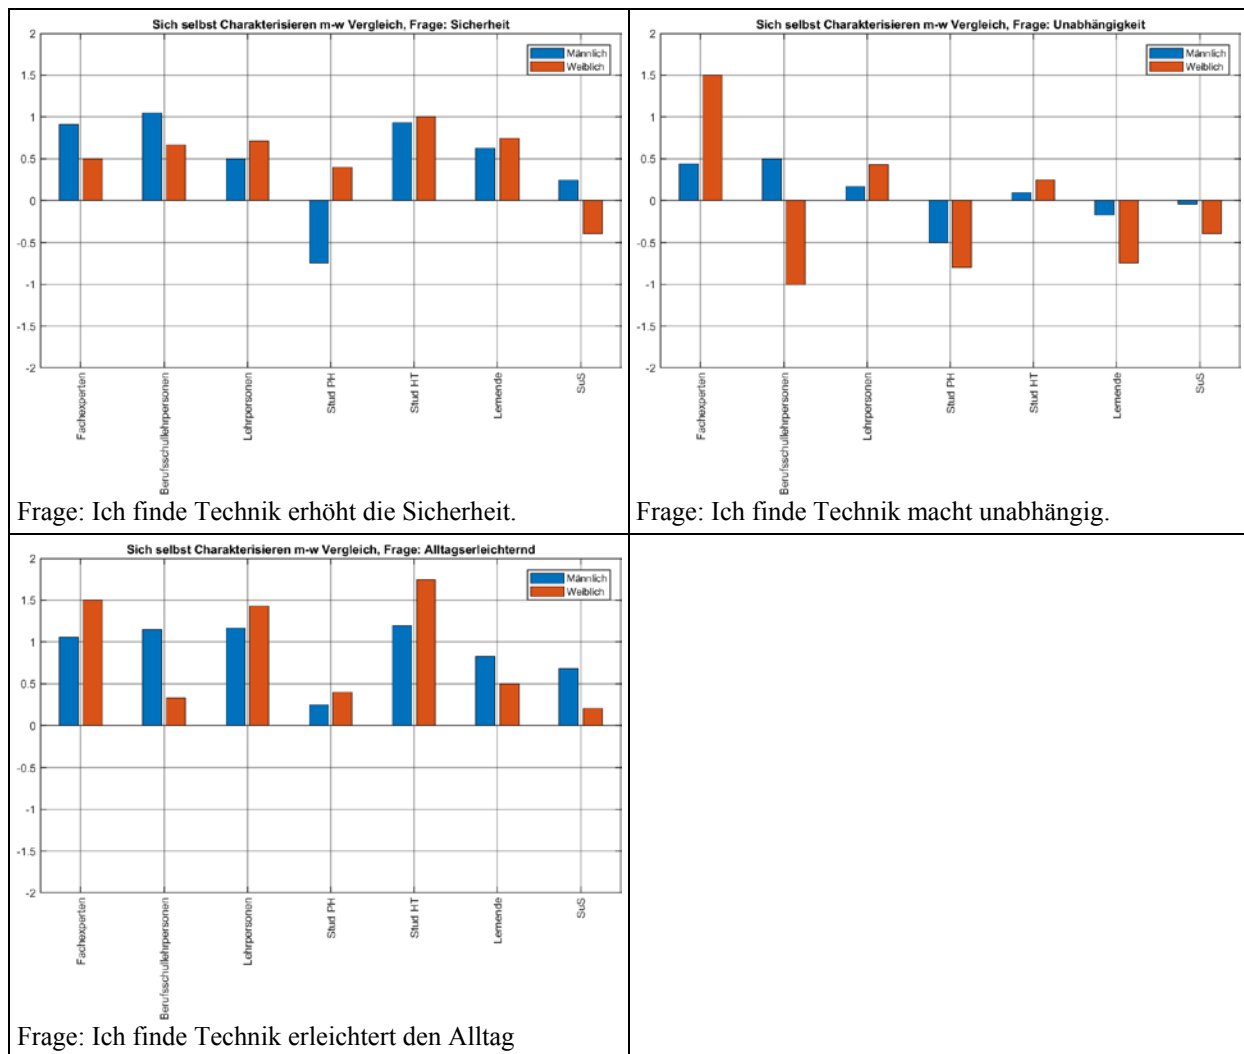 Sich selbst Charakterisieren m-w Vergleich, Frage: Sicherheit
Männlich
Weiblich
2
1.5
1
0.5
0
-0.5
-1
-1.5
-2
Fachexperten
Berufsschullehrpersonen
Lehrpersonen
Stud PH
Stud HT
Lernende
SuS
Frage: Ich finde Technik erhöht die Sicherheit.
Sich selbst Charakterisieren m-w Vergleich, Frage: Unabhängigkeit
Männlich
Weiblich
2
1.5
1
0.5
0
-0.5
-1
-1.5
-2
Fachexperten
Berufsschullehrpersonen
Lehrpersonen
Stud PH
Stud HT
Lernende
SuS
Frage: Ich finde Technik macht unabhängig.
Sich selbst Charakterisieren m-w Vergleich, Frage: Alltagserleichternd
Männlich
Weiblich
2
1.5
1
0.5
0
-0.5
-1
-1.5
-2
Fachexperten
Berufsschullehrpersonen
Lehrpersonen
Stud PH
Stud HT
Lernende
SuS
Frage: Ich finde Technik erleichtert den Alltag